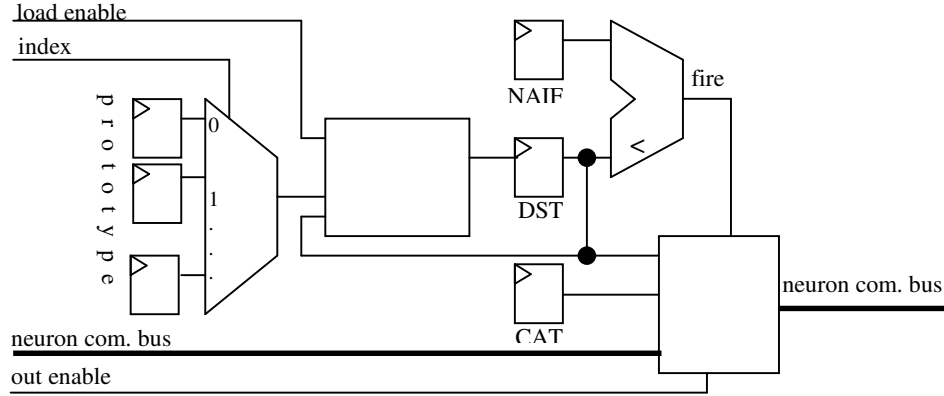 load enable
index
prototype
0
1
.
.
.
NAIF
<
fire
DST
CAT
neuron com. bus
neuron com. bus
out enable